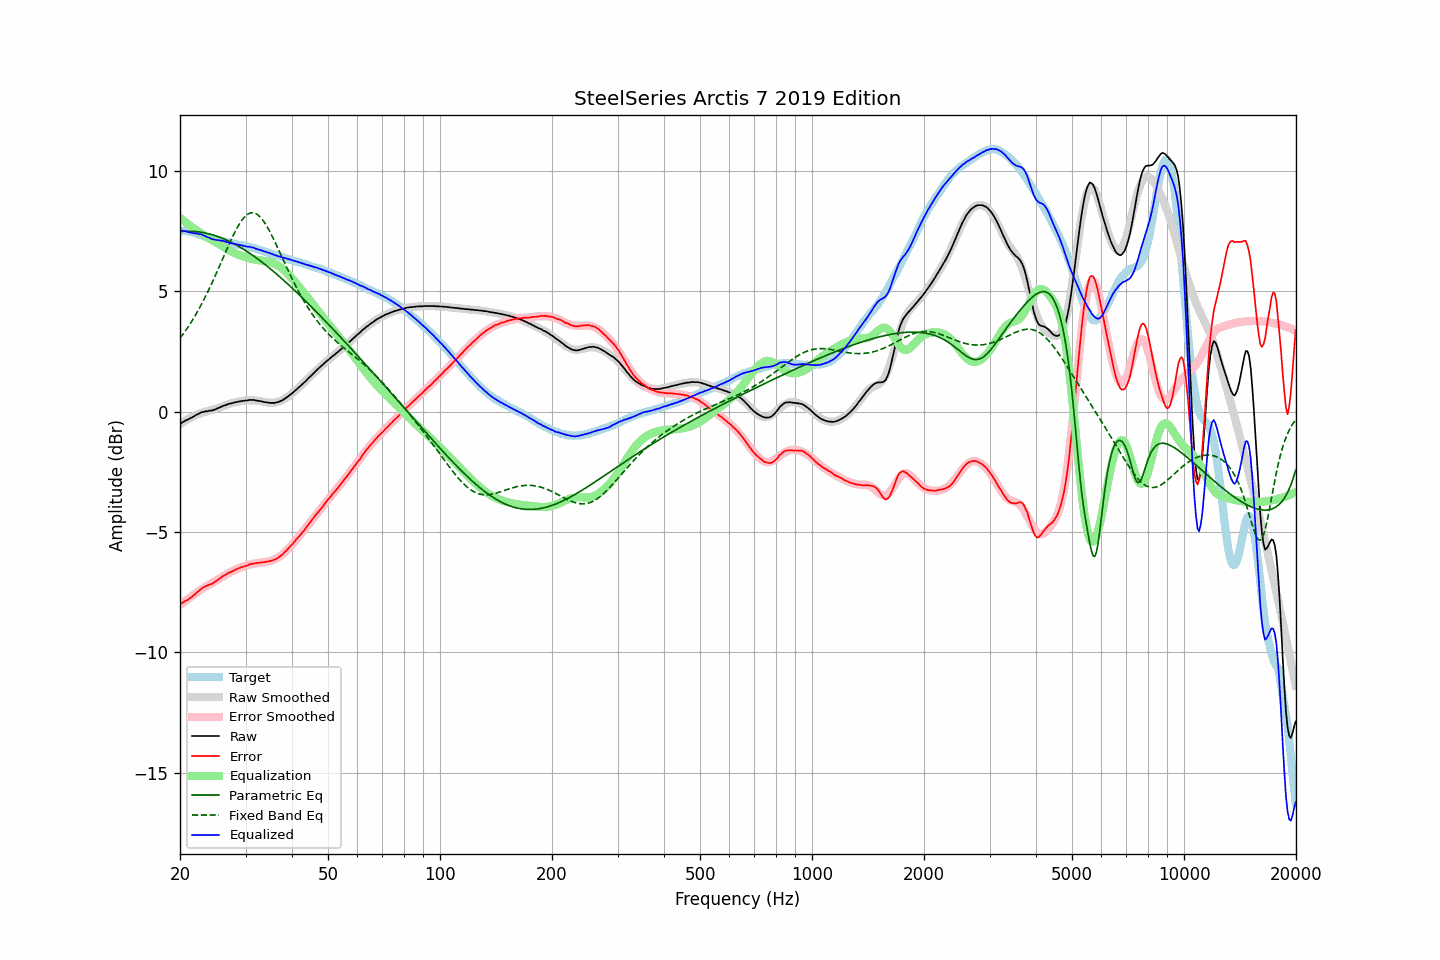 SteelSeries Arctis 7 2019 Edition
Amplitude (dBr)
10
5
0
−5
−10
−15
Target
Raw Smoothed
Error Smoothed
Raw
Error
Equalization
Parametric Eq
Fixed Band Eq
Equalized
20 50 100 200 500 1000 2000 5000 10000 20000
Frequency (Hz)